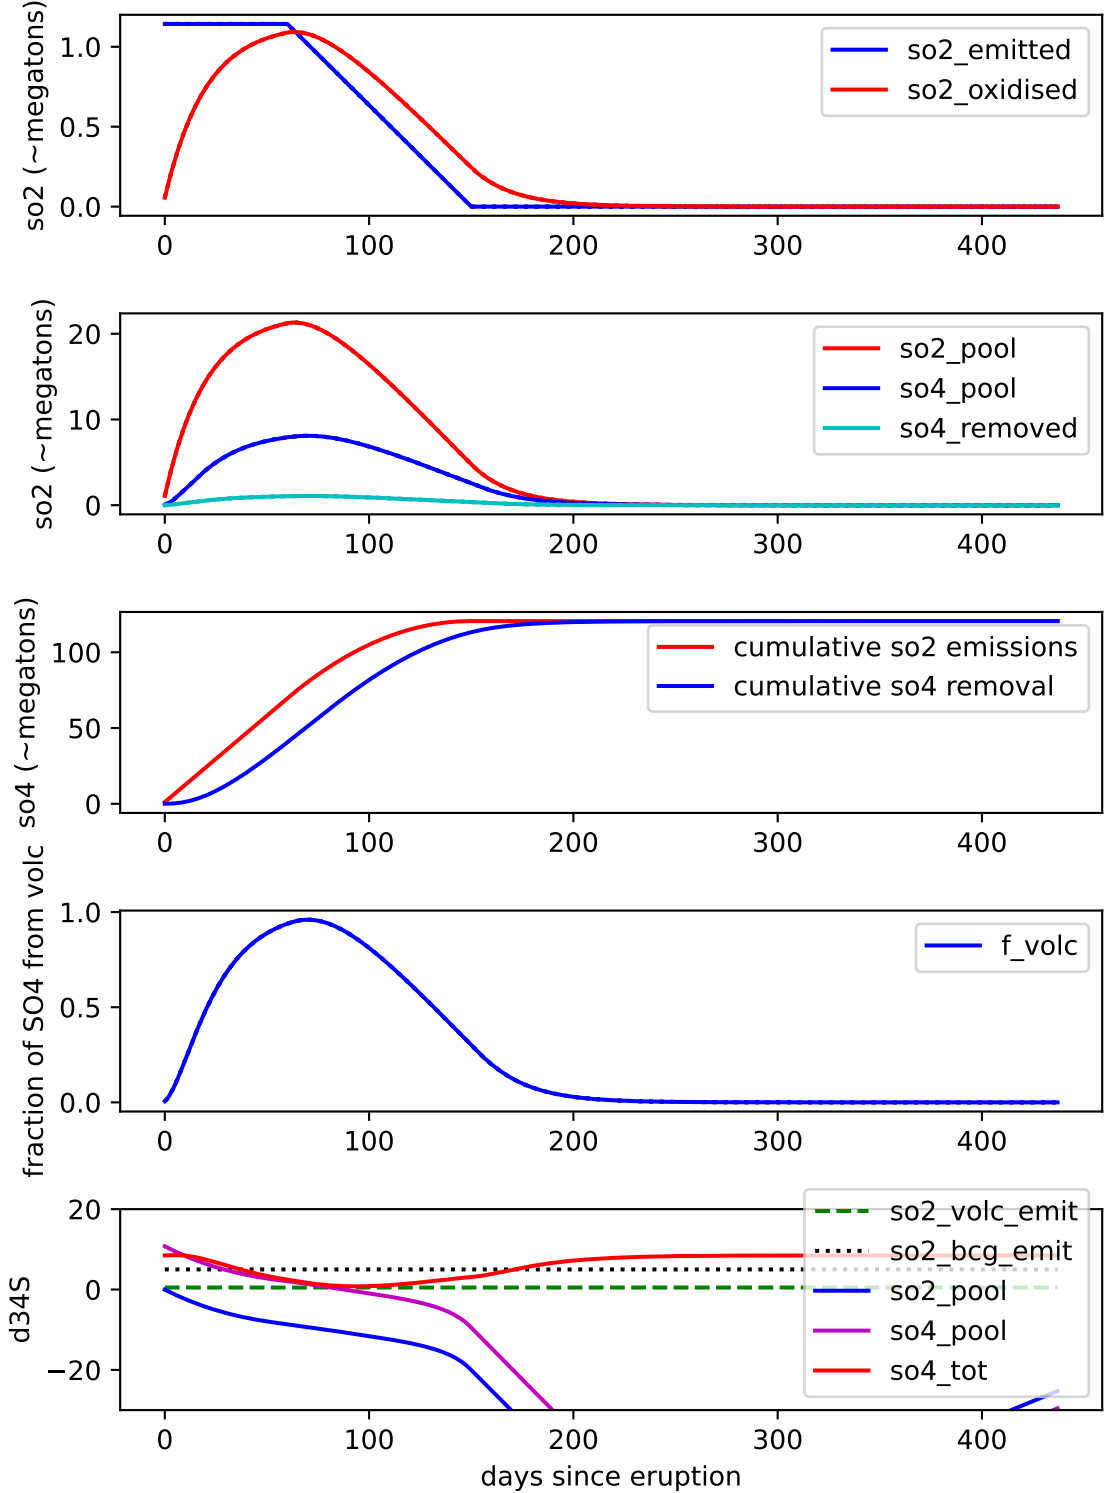 so2 (~megatons)
1.0
0.5
0.0
so2_emitted
so2_oxidised
0 100 200 300 400
so2 (~megatons)
20
10
0
so2_pool
so4_pool
so4_removed
0 100 200 300 400
so4 (~megatons)
100
50
0
cumulative so2 emissions
cumulative so4 removal
0 100 200 300 400
fraction of SO4 from volc
1.0
0.5
0.0
f_volc
0 100 200 300 400
d34S
20
0
−20
so2_volc_emit
so2_bcg_emit
so2_pool
so4_pool
so4_tot
0 100 200 300 400
days since eruption